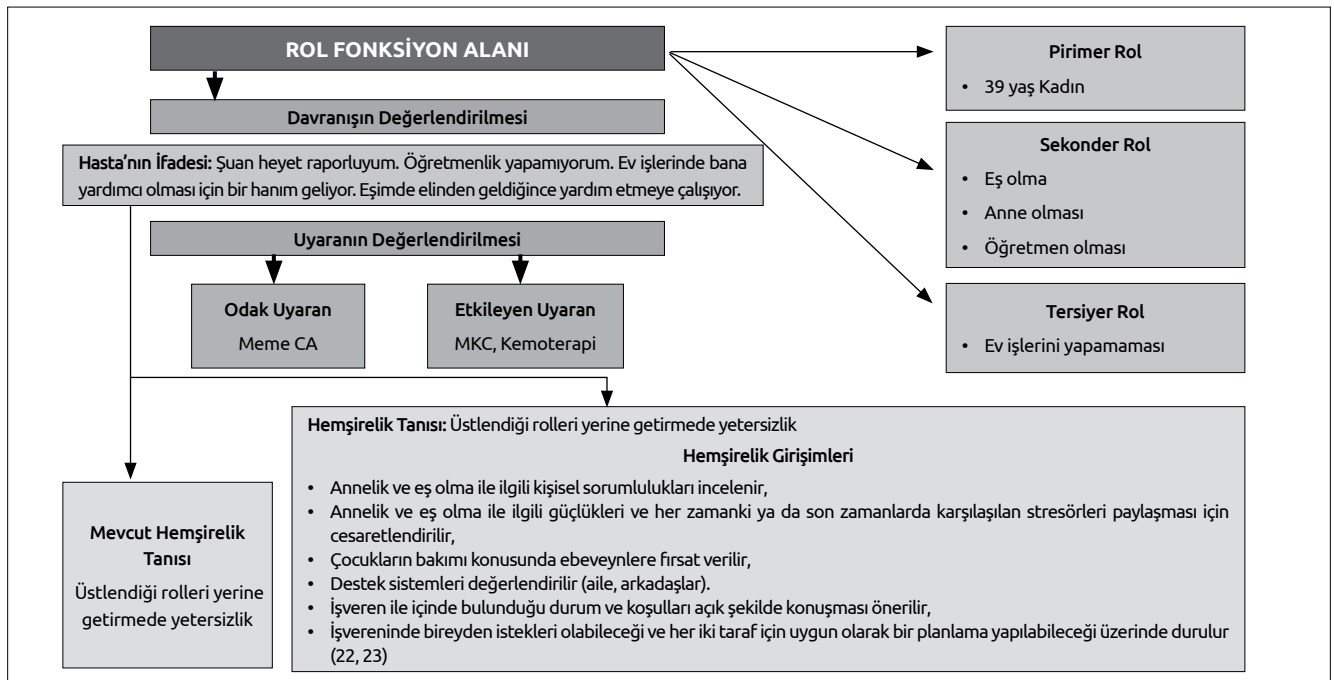 ROL FONKSİYON ALANI
Davranışın Değerlendirilmesi
Hasta'nın İfadesi: Şuan heyet raporluyum. Öğretmenlik yapamıyorum. Ev işlerinde bana
yardımcı olması için bir hanım geliyor. Eşimde elinden geldiğince yardım etmeye çalışıyor.
Uyaranın Değerlendirilmesi
Odak Uyaran
Meme CA
Etkileyen Uyaran
MKC, Kemoterapi
Pirimer Rol
• 39 yaş Kadın
Sekonder Rol
• Eş olma
• Anne olması
• Öğretmen olması
Tersiyer Rol
• Ev işlerini yapamaması
Mevcut Hemşirelik
Tanısı
Üstlendiği rolleri yerine
getirmede yetersizlik
Hemşirelik Tanısı: Üstlendiği rolleri yerine getirmede yetersizlik
Hemşirelik Girişimleri
• Annelik ve eş olma ile ilgili kişisel sorumlulukları incelenir,
• Annelik ve eş olma ile ilgili güçlükleri ve her zamanki ya da son zamanlarda karşılaşılan stresörleri paylaşması için
cesaretlendirilir,
• Çocukların bakımı konusunda ebeveynlere fırsat verilir,
• Destek sistemleri değerlendirilir (aile, arkadaşlar).
• İşveren ile içinde bulunduğu durum ve koşulları açık şekilde konuşması önerilir,
• İşvereninde bireyden istekleri olabileceği ve her iki taraf için uygun olarak bir planlama yapılabileceği üzerinde durulur
(22, 23)